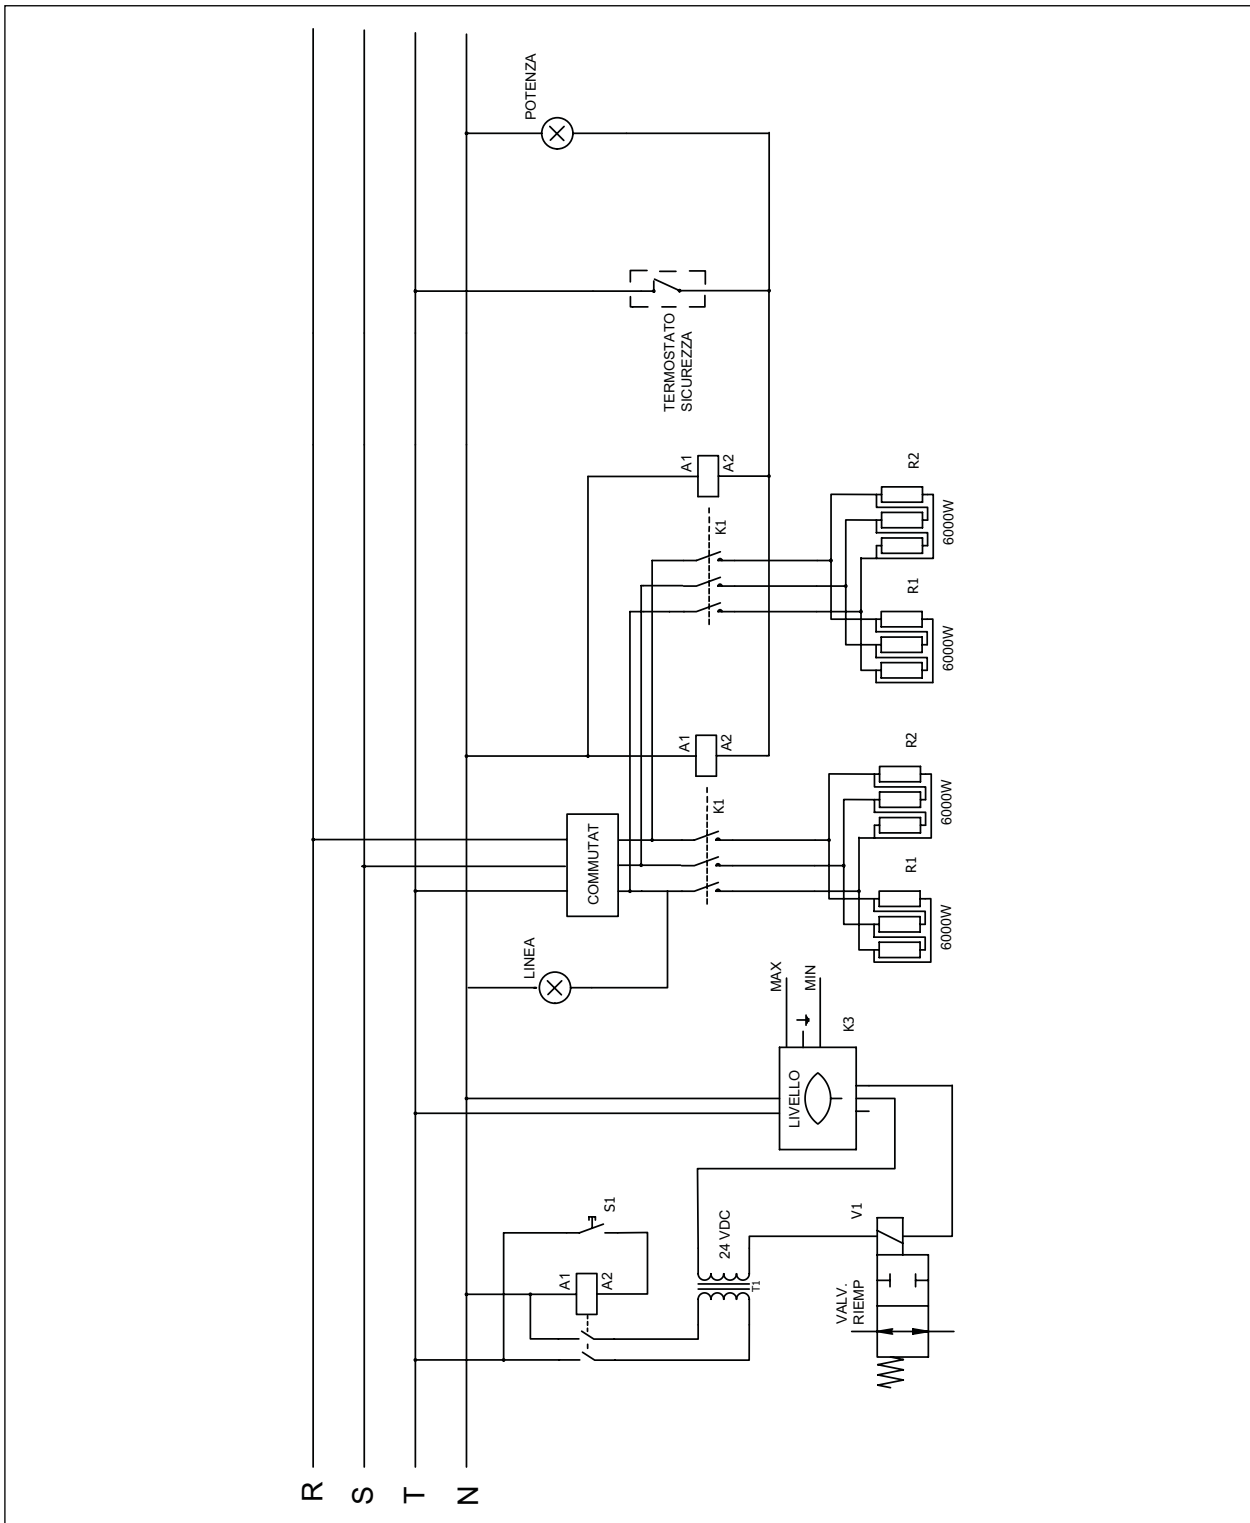 R
S
T
N
A1
A2
S1
24 VDC
T1
VALV.
RIEMP
V1
LIVELLO
MAX
MIN
K3
LINEA
COMMUTAT
A1
A2
K1
R1
6000W
R2
6000W
A1
A2
K1
R1
6000W
R2
6000W
TERMOSTATO
SICUREZZA
POTENZA